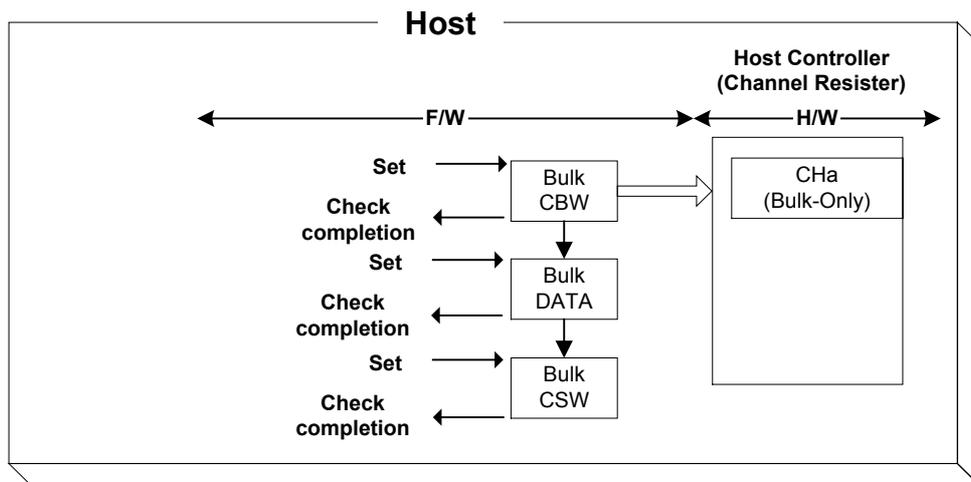 Host
Host Controller
(Channel Resister)
F/W
H/W
Set
Bulk
CBW
CHa
(Bulk-Only)
Check
completion
Set
Bulk
DATA
Check
completion
Set
Bulk
CSW
Check
completion